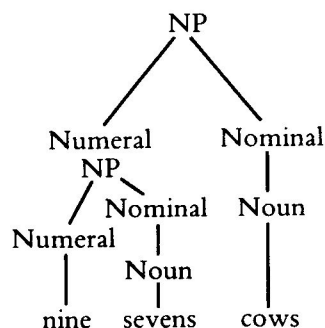 NP
Numeral Nominal
NP
Nominal Noun
Numeral
Noun
nine sevens cows